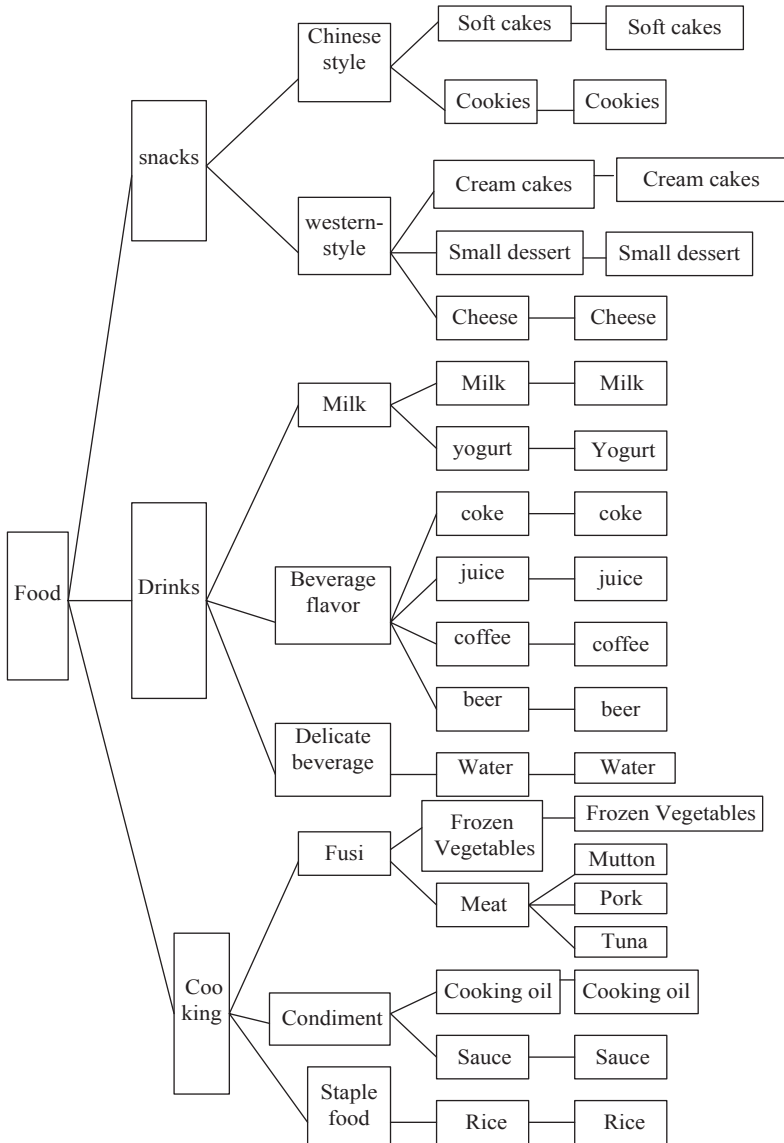 Chinese
style
Soft cakes
Soft cakes
Cookies
Cookies
snacks
western-
style
Cream cakes
Cream cakes
Small dessert
Small dessert
Cheese
Cheese
Milk
Milk
Milk
yogurt
Yogurt
Food
Drinks
Beverage
flavor
coke
coke
juice
juice
coffee
coffee
beer
beer
Delicate
beverage
Water
Water
Coo
king
Fusi
Frozen
Vegetables
Frozen Vegetables
Meat
Mutton
Pork
Tuna
Condiment
Cooking oil
Cooking oil
Sauce
Sauce
Staple
food
Rice
Rice